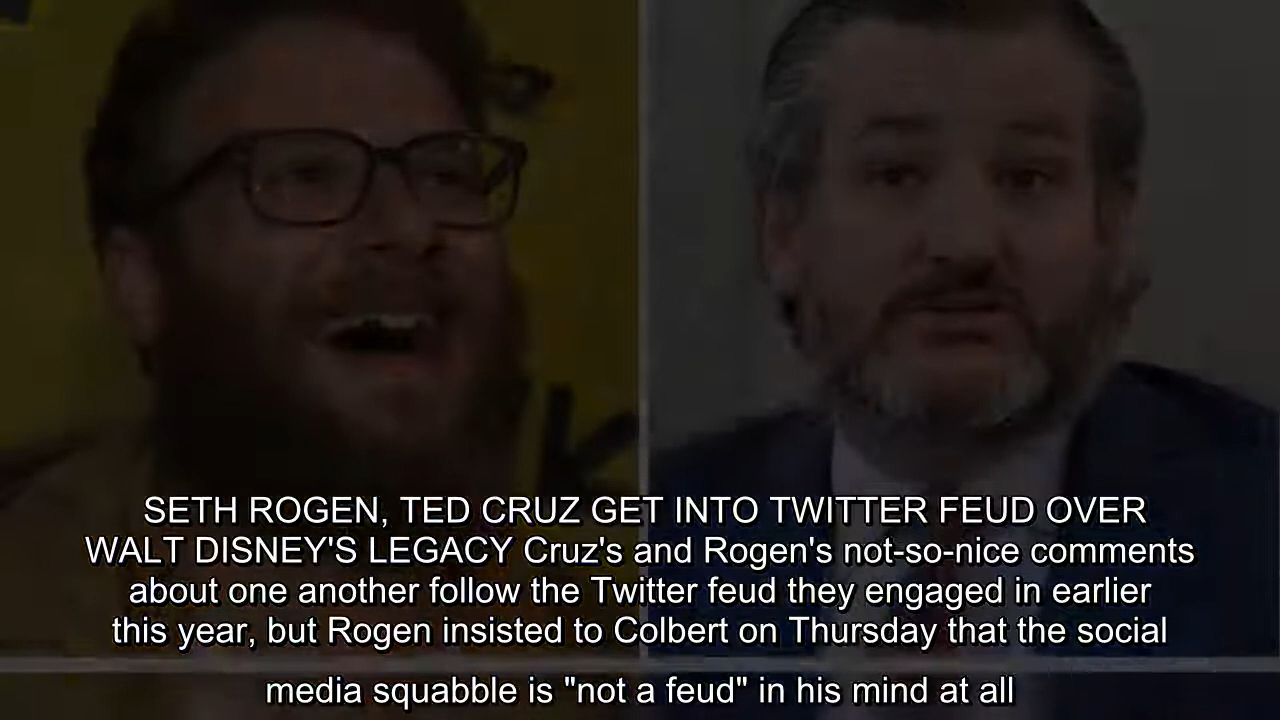 SETH ROGEN, TED CRUZ GET INTO TWITTER FEUD OVER
WALT DISNEY'S LEGACY Cruz's and Rogen's not-so-nice comments
about one another follow the Twitter feud they engaged in earlier
this year, but Rogen insisted to Colbert on Thursday that the social
media squabble is "not a feud" in his mind at all